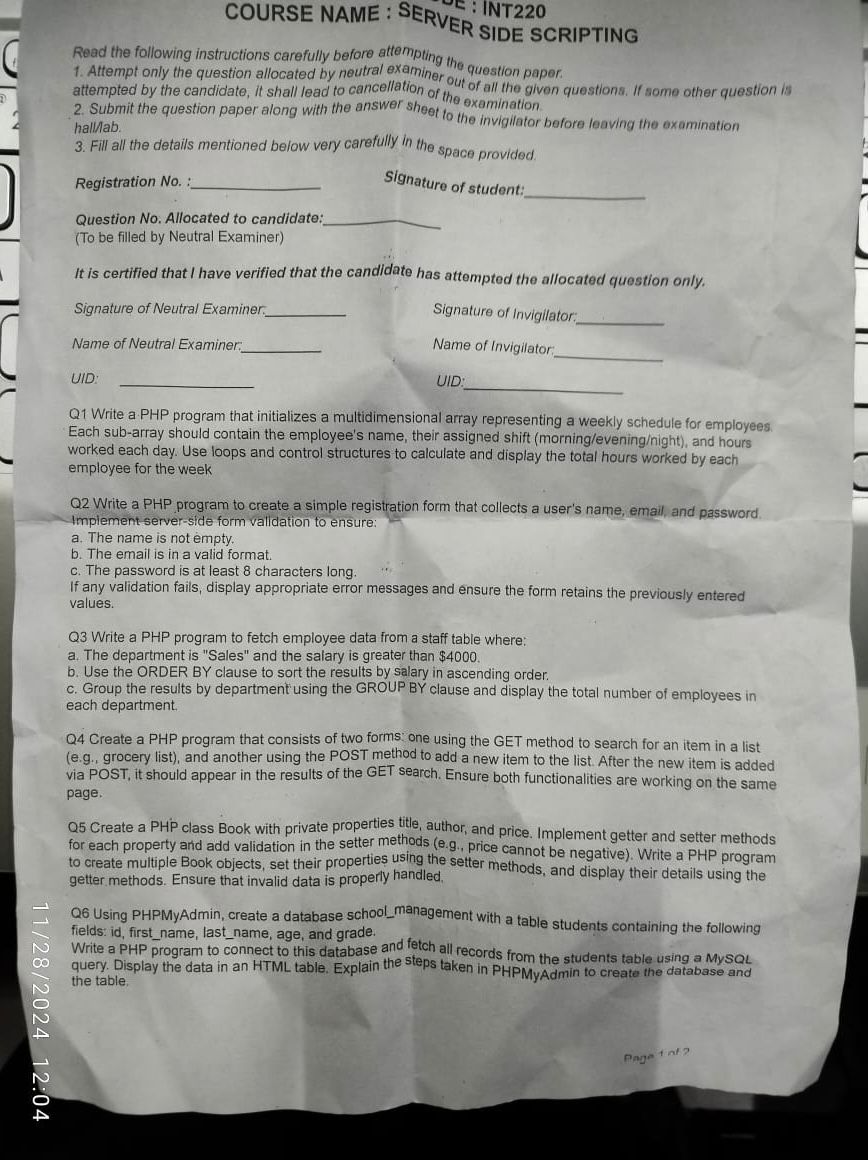 DE : INT220
COURSE NAME : SERVER SIDE SCRIPTING
Read the following instructions carefully before attempting the question paper.
1. Attempt only the question allocated by neutral examiner out of all the given questions. If some other question is
attempted by the candidate, it shall lead to cancellation of the examination.
2. Submit the question paper along with the answer sheet to the invigilator before leaving the examination
hall/lab.
3. Fill all the details mentioned below very carefully in the space provided.
Registration No. :____________ Signature of student:____________
Question No. Allocated to candidate:____________
(To be filled by Neutral Examiner)
It is certified that I have verified that the candidate has attempted the allocated question only.
Signature of Neutral Examiner:__________ Signature of Invigilator:__________
Name of Neutral Examiner:__________ Name of Invigilator:____________
UID: ______________ UID:________________
Q1 Write a PHP program that initializes a multidimensional array representing a weekly schedule for employees.
Each sub-array should contain the employee's name, their assigned shift (morning/evening/night), and hours
worked each day. Use loops and control structures to calculate and display the total hours worked by each
employee for the week
Q2 Write a PHP program to create a simple registration form that collects a user's name, email, and password.
Implement server-side form validation to ensure:
a. The name is not empty.
b. The email is in a valid format.
c. The password is at least 8 characters long.
If any validation fails, display appropriate error messages and ensure the form retains the previously entered
values.
Q3 Write a PHP program to fetch employee data from a staff table where:
a. The department is "Sales" and the salary is greater than $4000.
b. Use the ORDER BY clause to sort the results by salary in ascending order.
c. Group the results by department using the GROUP BY clause and display the total number of employees in
each department.
Q4 Create a PHP program that consists of two forms: one using the GET method to search for an item in a list
(e.g., grocery list), and another using the POST method to add a new item to the list. After the new item is added
via POST, it should appear in the results of the GET search. Ensure both functionalities are working on the same
page.
Q5 Create a PHP class Book with private properties title, author, and price. Implement getter and setter methods
for each property and add validation in the setter methods (e.g., price cannot be negative). Write a PHP program
to create multiple Book objects, set their properties using the setter methods, and display their details using the
getter methods. Ensure that invalid data is properly handled.
Q6 Using PHPMyAdmin, create a database school_management with a table students containing the following
fields: id, first_name, last_name, age, and grade.
Write a PHP program to connect to this database and fetch all records from the students table using a MySQL
query. Display the data in an HTML table. Explain the steps taken in PHPMyAdmin to create the database and
the table.
Page 1 of 2
11/28/2024 12:04